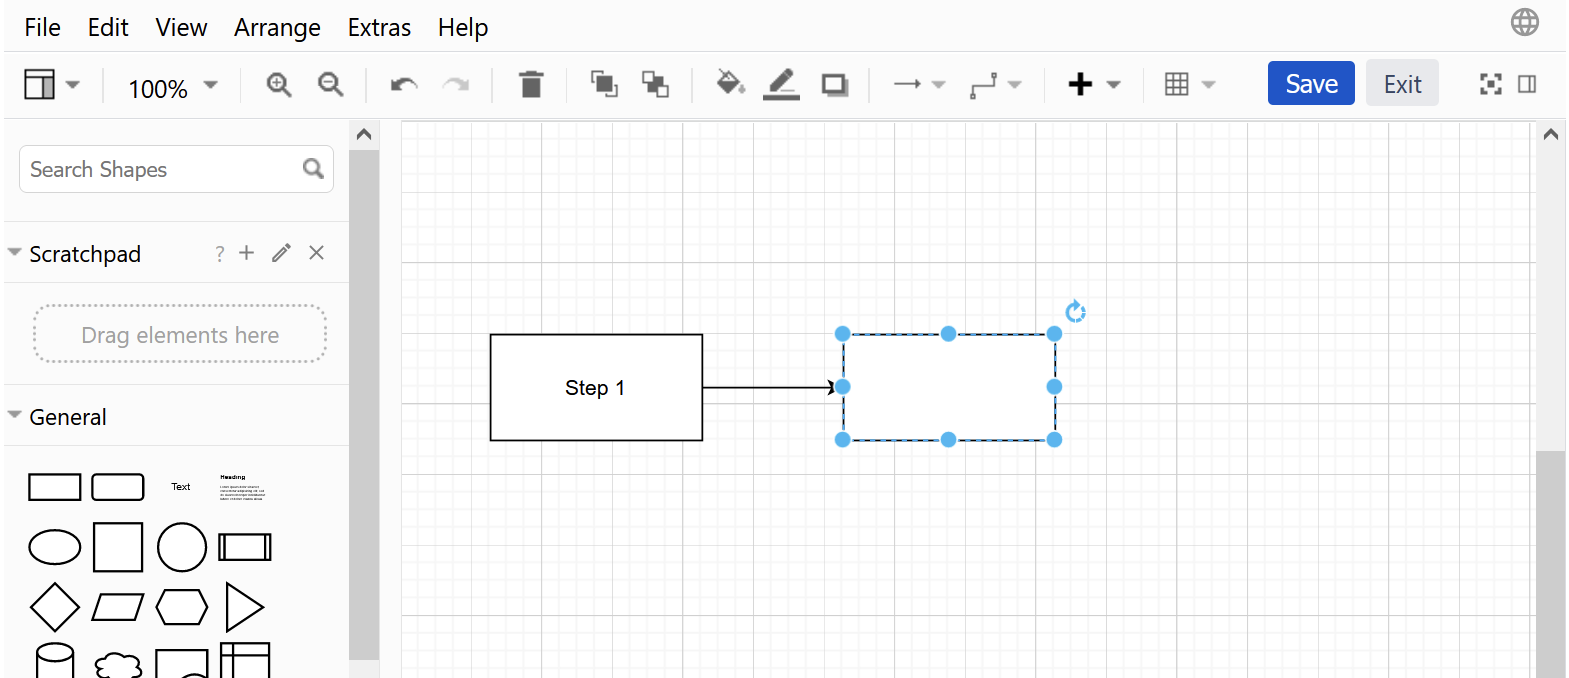 File Edit View Arrange Extras Help
100%
Save Exit
Search Shapes
Scratchpad ?
Drag elements here
General
Text
Heading
Step 1